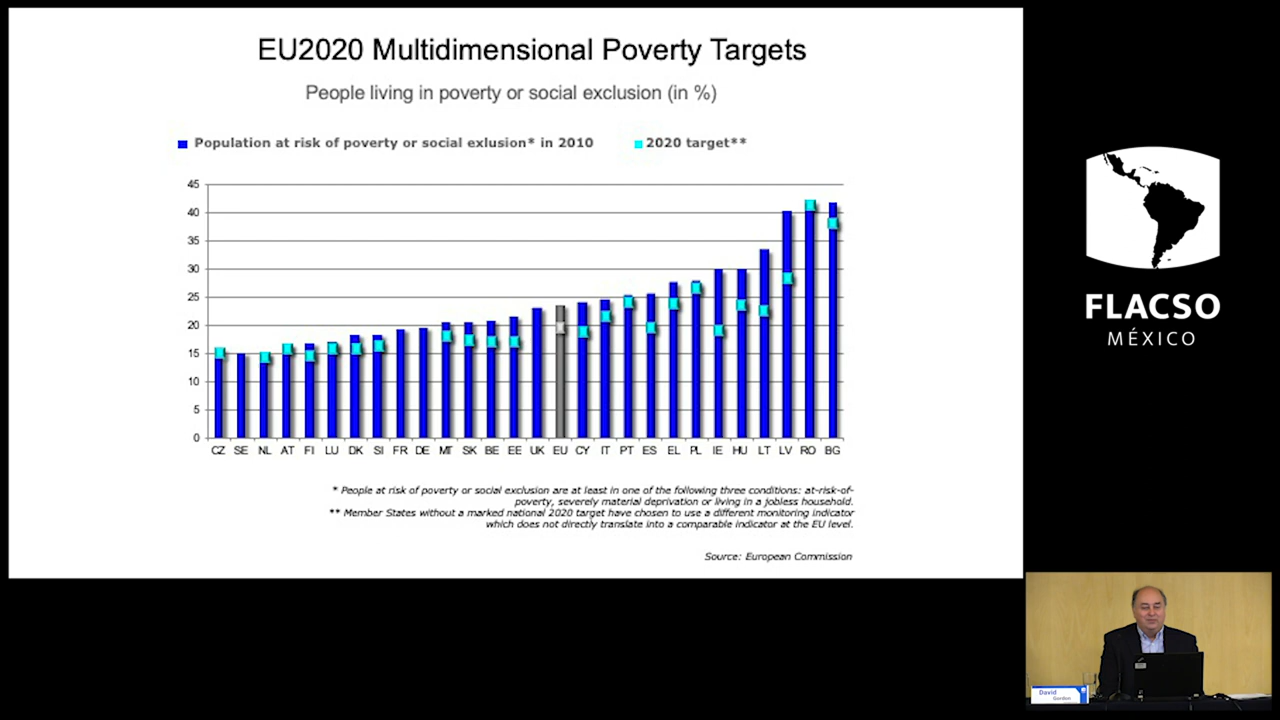 EU2020 Multidimensional Poverty Targets
People living in poverty or social exclusion (in %)
Population at risk of poverty or social exlusion* in 2010
2020 target**
45
40
35
30
25
20
15
10
5
0
CZ SE NL AT FI LU DK SI FR DE MT SK BE EE UK EU CY IT PT ES EL PL IE HU LT LV RO BG
* People at risk of poverty or social exclusion are at least in one of the following three conditions: at-risk-of-
poverty, severely material deprivation or living in a jobless household.
** Member States without a marked national 2020 target have chosen to use a different monitoring indicator
which does not directly translate into a comparable indicator at the EU level.
Source: European Commission
FLACSO
MÉXICO
David
Gordon